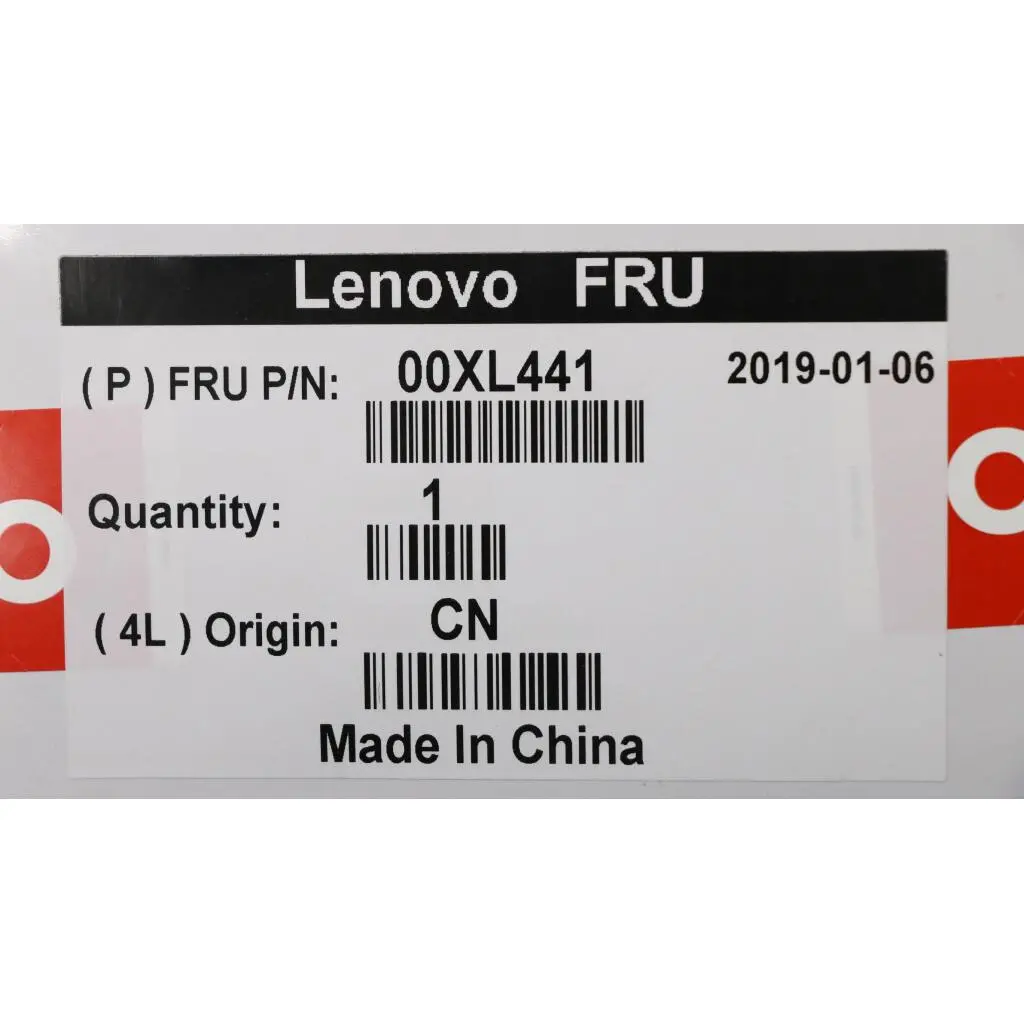 Lenovo FRU
( P ) FRU P/N: 00XL441 2019-01-06
Quantity: 1
( 4L ) Origin: CN
Made In China